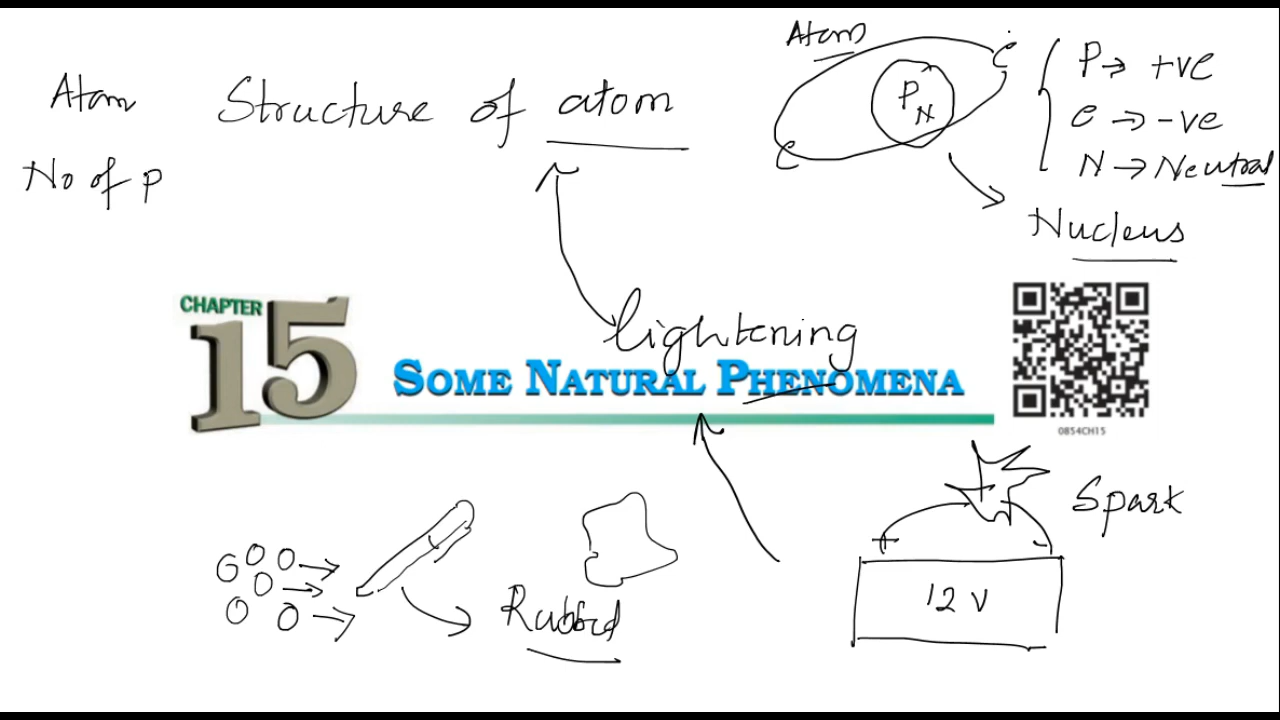 Atom
Structure of atom
No of p
Atom
e
P
N
e
P → +ve
e → -ve
N → Neutral
Nucleus
CHAPTER
15
lightening
SOME NATURAL PHENOMENA
0854CH15
Rubbed
+
Spark
+ -
12 V